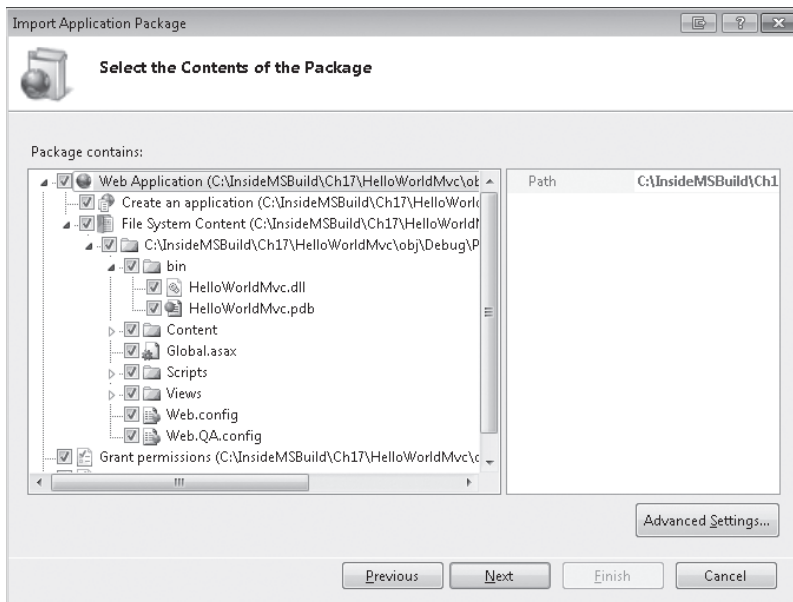 Import Application Package
Select the Contents of the Package
Package contains:
Web Application (C:\InsideMSBuild\Ch17\HelloWorldMvc\ob
Create an application (C:\InsideMSBuild\Ch17\HelloWorld
File System Content (C:\InsideMSBuild\Ch17\HelloWorld
C:\InsideMSBuild\Ch17\HelloWorldMvc\obj\Debug\P
bin
HelloWorldMvc.dll
HelloWorldMvc.pdb
Content
Global.asax
Scripts
Views
Web.config
Web.QA.config
Grant permissions (C:\InsideMSBuild\Ch17\HelloWorldMvc\c
Path C:\InsideMSBuild\Ch1
Advanced Settings...
Previous Next Finish Cancel